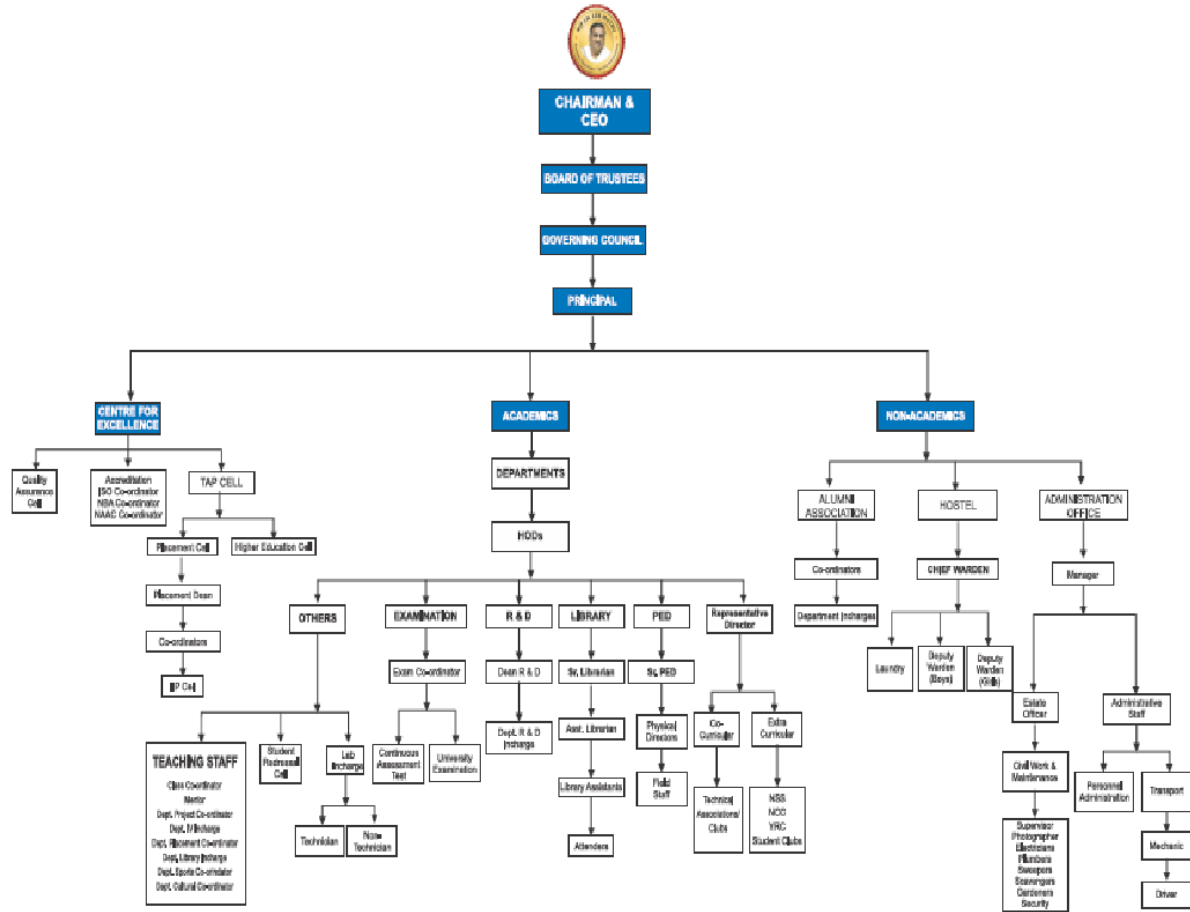 CHAIRMAN &
CEO
BOARD OF TRUSTEES
GOVERNING COUNCIL
PRINCIPAL
CENTRE FOR
EXCELLENCE
ACADEMICS
NON-ACADEMICS
Quality
Assurance
Cell
Accreditation
ISO Co-ordinator
NBA Co-ordinator
NAAC Co-ordinator
TAP CELL
DEPARTMENTS
ALUMNI
ASSOCIATION
HOSTEL
ADMINISTRATION
OFFICE
Placement Cell
Higher Education Cell
HODs
Co-ordinators
CHIEF WARDEN
Manager
Placement Dean
OTHERS
EXAMINATION
R & D
LIBRARY
PED
Representative
Director
Department Incharges
Co-ordinators
Exam Co-ordinator
Dean R & D
Sr. Librarian
Sr. PED
Laundry
Deputy
Warden
(Boys)
Deputy
Warden
(Girls)
IIP Cell
Estate
Officer
Administrative
Staff
TEACHING STAFF
Class Co-ordinator
Mentor
Dept. Project Co-ordinator
Dept. IV Incharge
Dept. Placement Co-ordinator
Dept. Library Incharge
Dept. Sports Co-orindator
Dept. Cultural Co-ordinator
Student
Redressal
Cell
Lab
Incharge
Continuous
Assessment
Test
University
Examination
Dept. R & D
Incharge
Asst. Librarian
Physical
Directors
Co-
Curricular
Extra
Curricular
Civil Work &
Maintenance
Personnel
Administration
Transport
Library Assistants
Field
Staff
Technical
Associations/
Clubs
NSS
NCC
YRC
Student Clubs
Technician
Non-
Technician
Attenders
Supervisor
Photographer
Electricians
Plumbers
Sweepers
Scavengers
Gardeners
Security
Mechanic
Driver